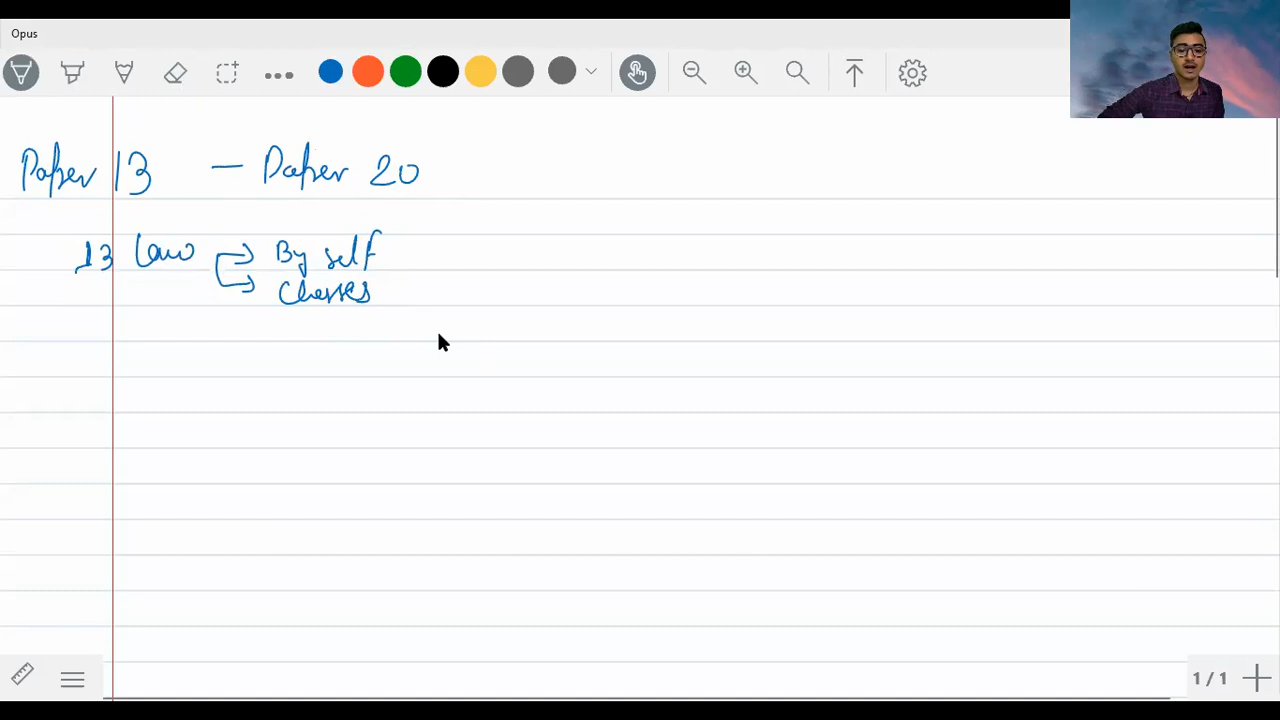 Opus
Paper 13 — Paper 20
13 Law → By self
→ Classes
1 / 1